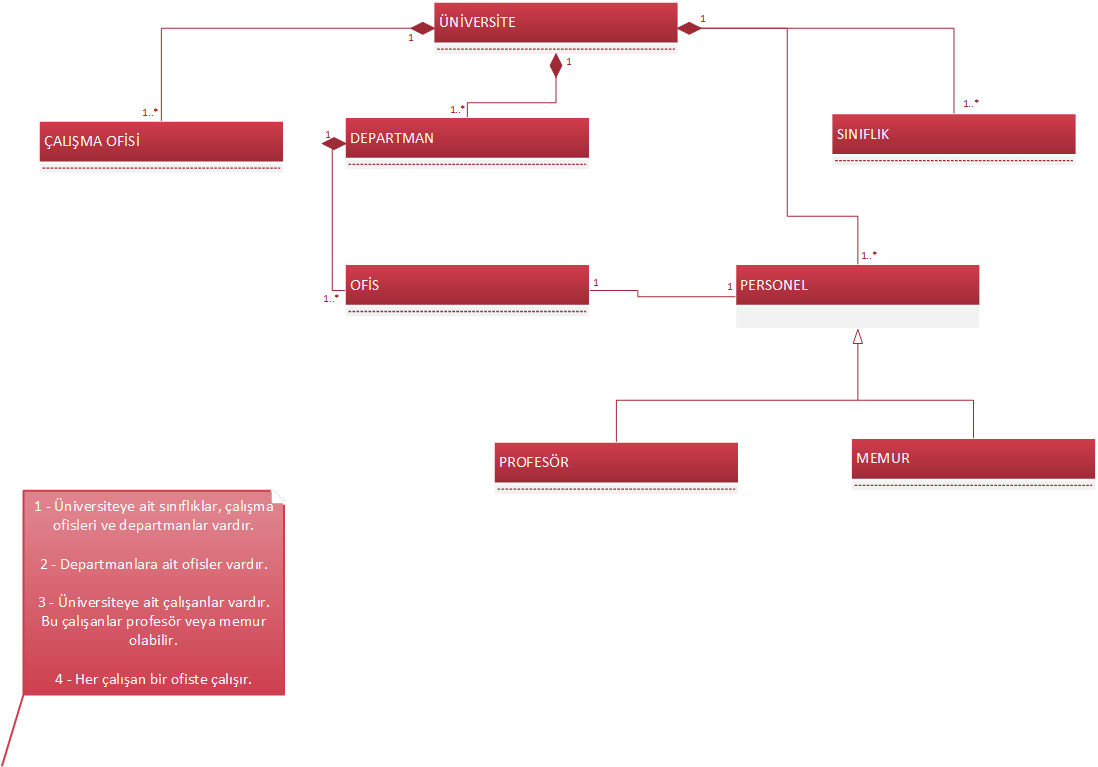 ÜNİVERSİTE
1
1
1
1..*
1..*
1..*
ÇALIŞMA OFİSİ
1
DEPARTMAN
SINIFLIK
1..*
OFİS
1
1
PERSONEL
1..*
PROFESÖR
MEMUR
1 - Üniversiteye ait sınıflıklar, çalışma
ofisleri ve departmanlar vardır.
2 - Departmanlara ait ofisler vardır.
3 - Üniversiteye ait çalışanlar vardır.
Bu çalışanlar profesör veya memur
olabilir.
4 - Her çalışan bir ofiste çalışır.